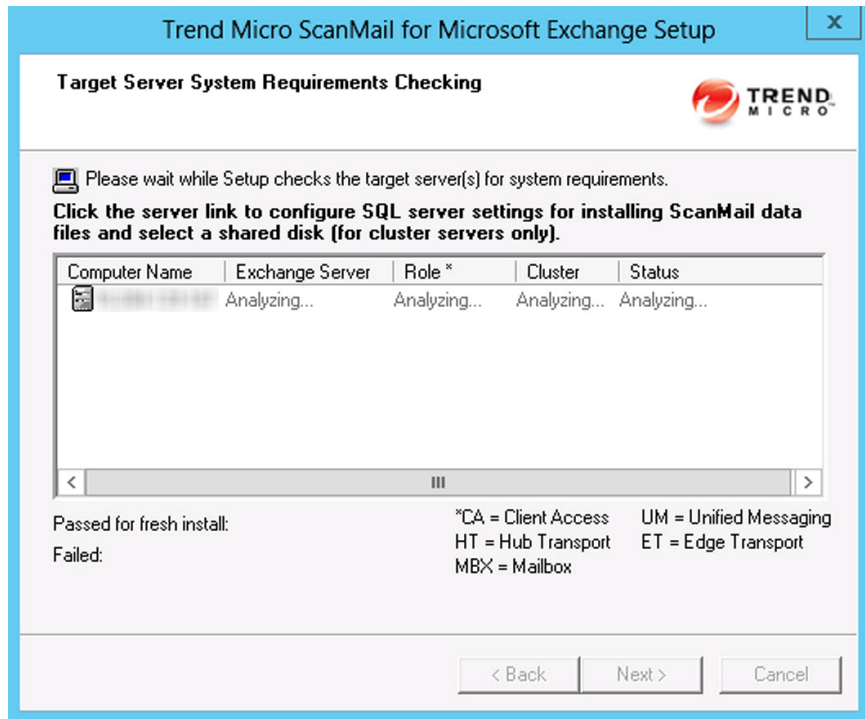 Trend Micro ScanMail for Microsoft Exchange Setup
x
Target Server System Requirements Checking
TREND
MICRO™
Please wait while Setup checks the target server(s) for system requirements.
Click the server link to configure SQL server settings for installing ScanMail data
files and select a shared disk (for cluster servers only).
Computer Name Exchange Server Role * Cluster Status
Analyzing... Analyzing... Analyzing... Analyzing...
Passed for fresh install:
Failed:
*CA = Client Access UM = Unified Messaging
HT = Hub Transport ET = Edge Transport
MBX = Mailbox
< Back Next > Cancel